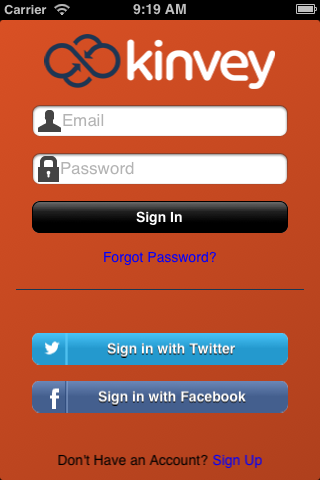 Carrier 9:19 AM
kinvey
Email
Password
Sign In
Forgot Password?
Sign in with Twitter
f Sign in with Facebook
Don't Have an Account? Sign Up